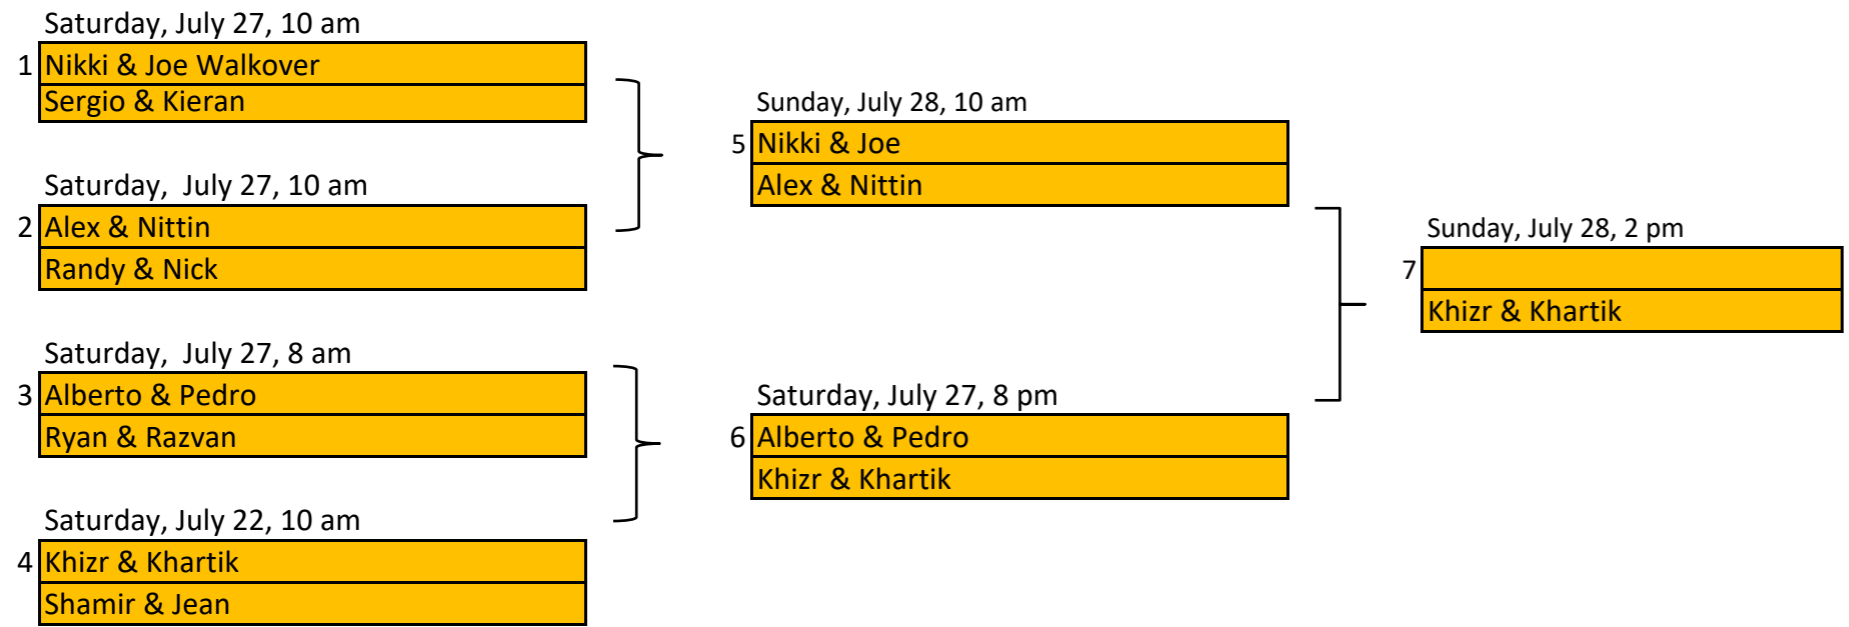 Saturday, July 27, 10 am
1 Nikki & Joe Walkover
Sergio & Kieran
Saturday,  July 27, 10 am
2 Alex & Nittin
Randy & Nick
Saturday,  July 27, 8 am
3 Alberto & Pedro
Ryan & Razvan
Saturday, July 22, 10 am
4 Khizr & Khartik
Shamir & Jean
Sunday, July 28, 10 am
5 Nikki & Joe
Alex & Nittin
Saturday, July 27, 8 pm
6 Alberto & Pedro
Khizr & Khartik
Sunday, July 28, 2 pm
7
Khizr & Khartik